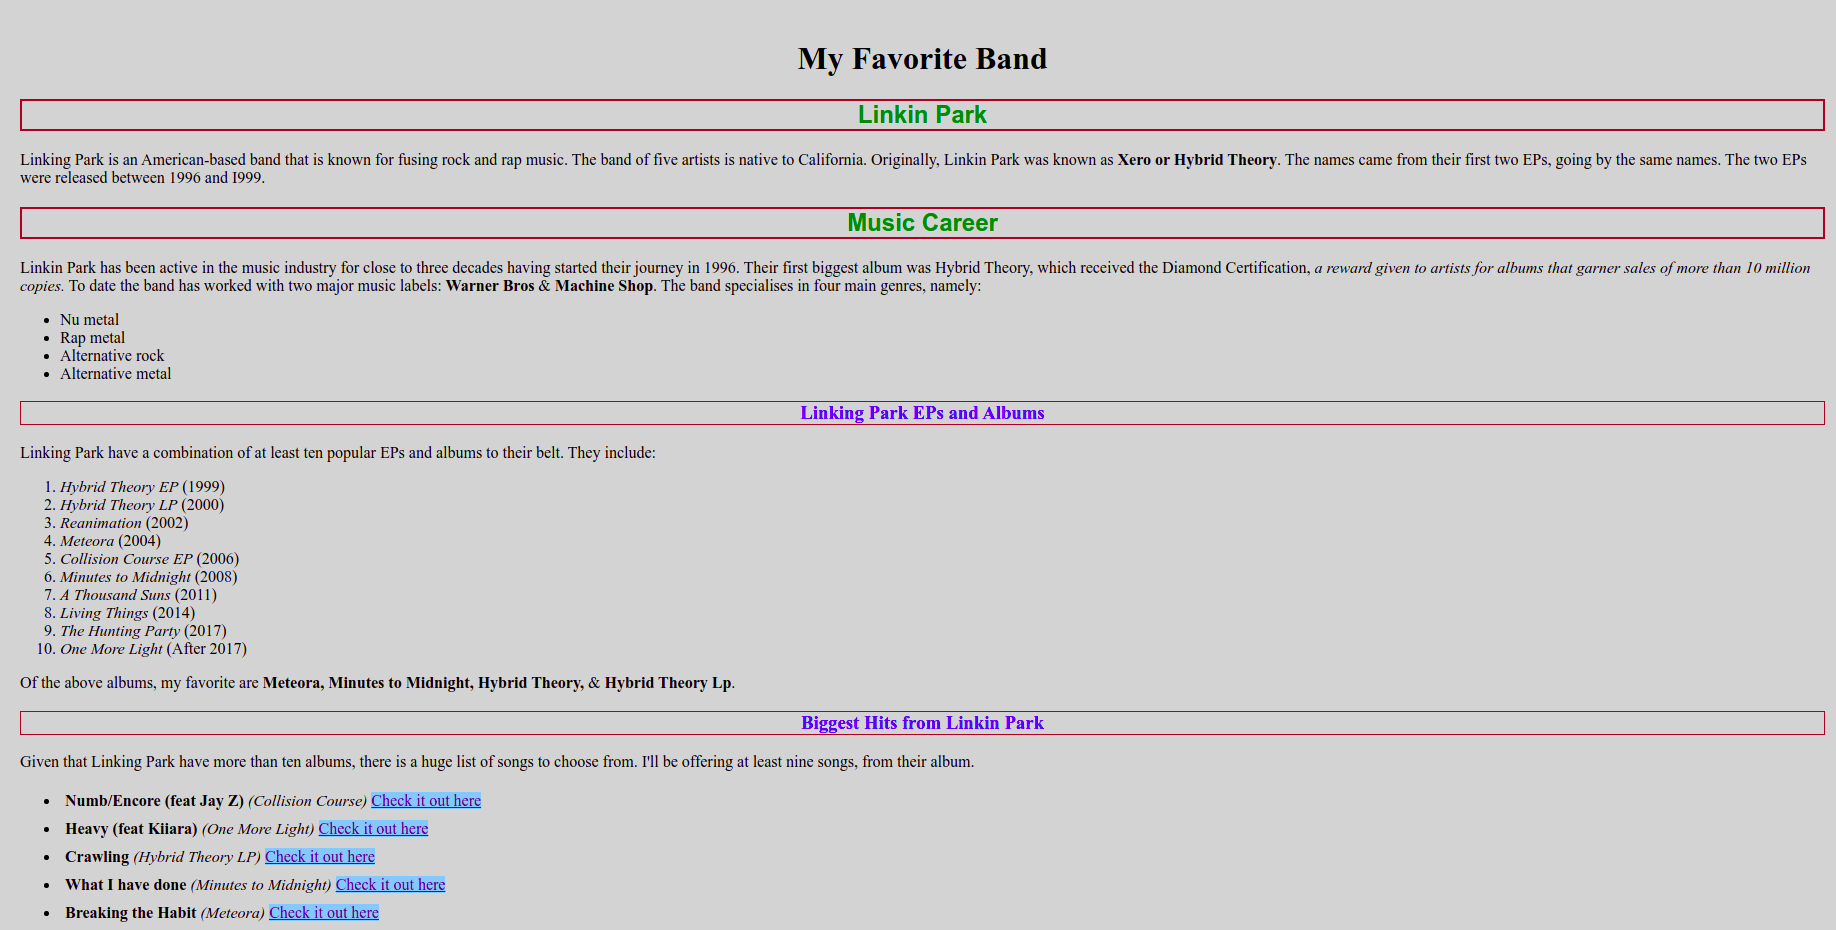 My Favorite Band
Linkin Park
Linking Park is an American-based band that is known for fusing rock and rap music. The band of five artists is native to California. Originally, Linkin Park was known as Xero or Hybrid Theory. The names came from their first two EPs, going by the same names. The two EPs
were released between 1996 and I999.
Music Career
Linkin Park has been active in the music industry for close to three decades having started their journey in 1996. Their first biggest album was Hybrid Theory, which received the Diamond Certification, a reward given to artists for albums that garner sales of more than 10 million
copies. To date the band has worked with two major music labels: Warner Bros & Machine Shop. The band specialises in four main genres, namely:
• Nu metal
• Rap metal
• Alternative rock
• Alternative metal
Linking Park EPs and Albums
Linking Park have a combination of at least ten popular EPs and albums to their belt. They include:
1. Hybrid Theory EP (1999)
2. Hybrid Theory LP (2000)
3. Reanimation (2002)
4. Meteora (2004)
5. Collision Course EP (2006)
6. Minutes to Midnight (2008)
7. A Thousand Suns (2011)
8. Living Things (2014)
9. The Hunting Party (2017)
10. One More Light (After 2017)
Of the above albums, my favorite are Meteora, Minutes to Midnight, Hybrid Theory, & Hybrid Theory Lp.
Biggest Hits from Linkin Park
Given that Linking Park have more than ten albums, there is a huge list of songs to choose from. I'll be offering at least nine songs, from their album.
• Numb/Encore (feat Jay Z) (Collision Course) Check it out here
• Heavy (feat Kiiara) (One More Light) Check it out here
• Crawling (Hybrid Theory LP) Check it out here
• What I have done (Minutes to Midnight) Check it out here
• Breaking the Habit (Meteora) Check it out here